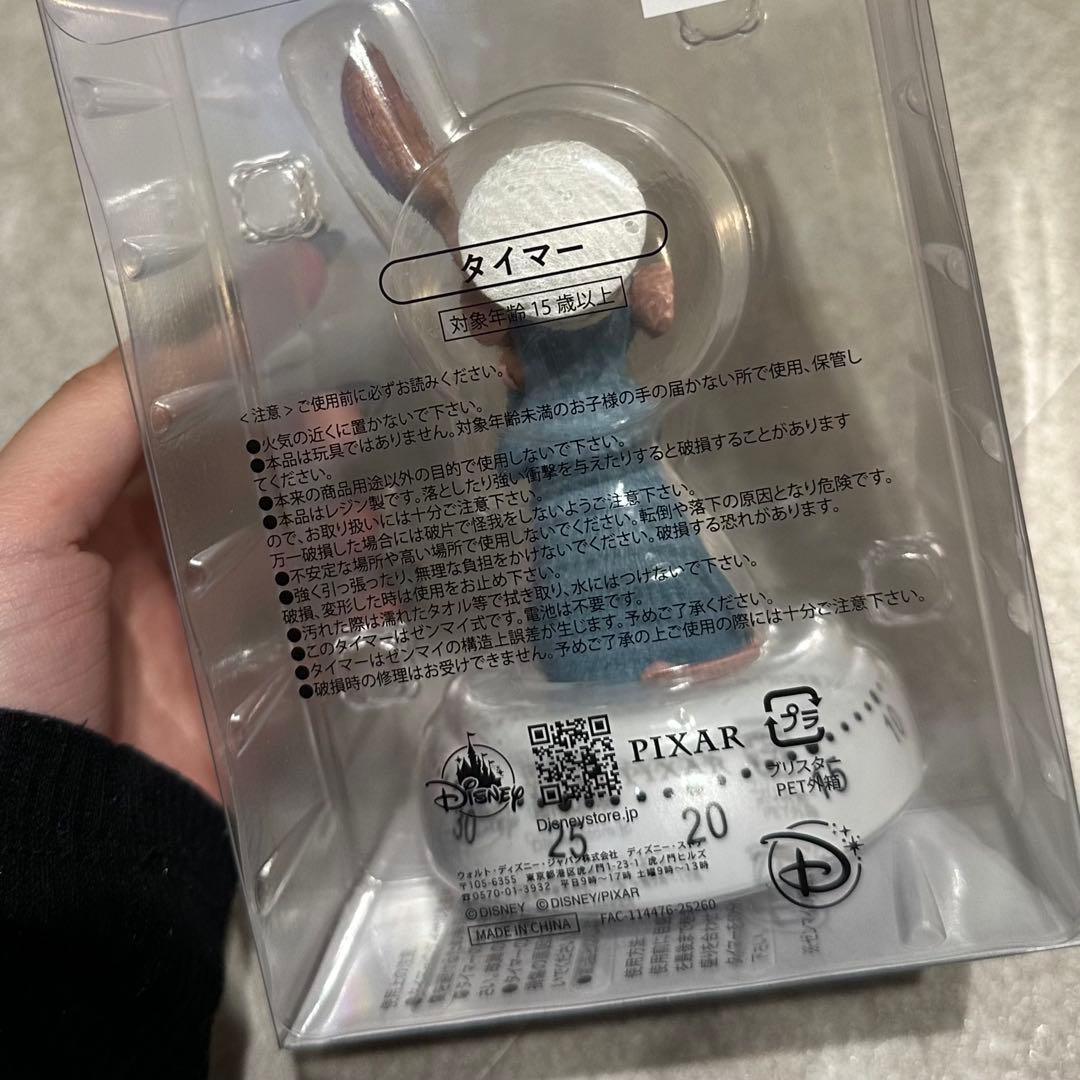 タイマー
対象年齢 15 歳以上
<注意>ご使用前に必ずお読みください。
●火気の近くに置かないで下さい。
●本品は玩具ではありません。対象年齢未満のお子様の手の届かない所で使用、保管し
てください。
●本来の商品用途以外の目的で使用しないで下さい。
●本品はレジン製です。落としたり強い衝撃を与えたりすると破損することがあります
ので、お取り扱いには十分ご注意下さい。
万一破損した場合には破片で怪我をしないようご注意下さい。
●不安定な場所や高い場所で使用しないでください。転倒や落下の原因となり危険です。
●強く引っ張ったり、無理な負担をかけないでください。破損する恐れがあります。
破損、変形した時は使用をお止め下さい。
●汚れた際は濡れたタオル等で拭き取り、水にはつけないで下さい。
●このタイマーはゼンマイ式です。電池は不要です。
●タイマーはゼンマイの構造上誤差が生じます。予めご了承ください。
●破損時の修理はお受けできません。予めご了承の上ご使用の際には十分ご注意下さい。
Disney
PIXAR
プラ
ブリスター
PET外箱
Disneystore.jp
30 25 20 15 10
D
ウォルト・ディズニー・ジャパン株式会社 ディズニーストア
〒105-6355 東京都港区虎ノ門1-23-1 虎ノ門ヒルズ
☎0570-01-3932 平日9時～17時 土曜9時～13時
©DISNEY ©DISNEY/PIXAR
MADE IN CHINA
FAC-114476-25260